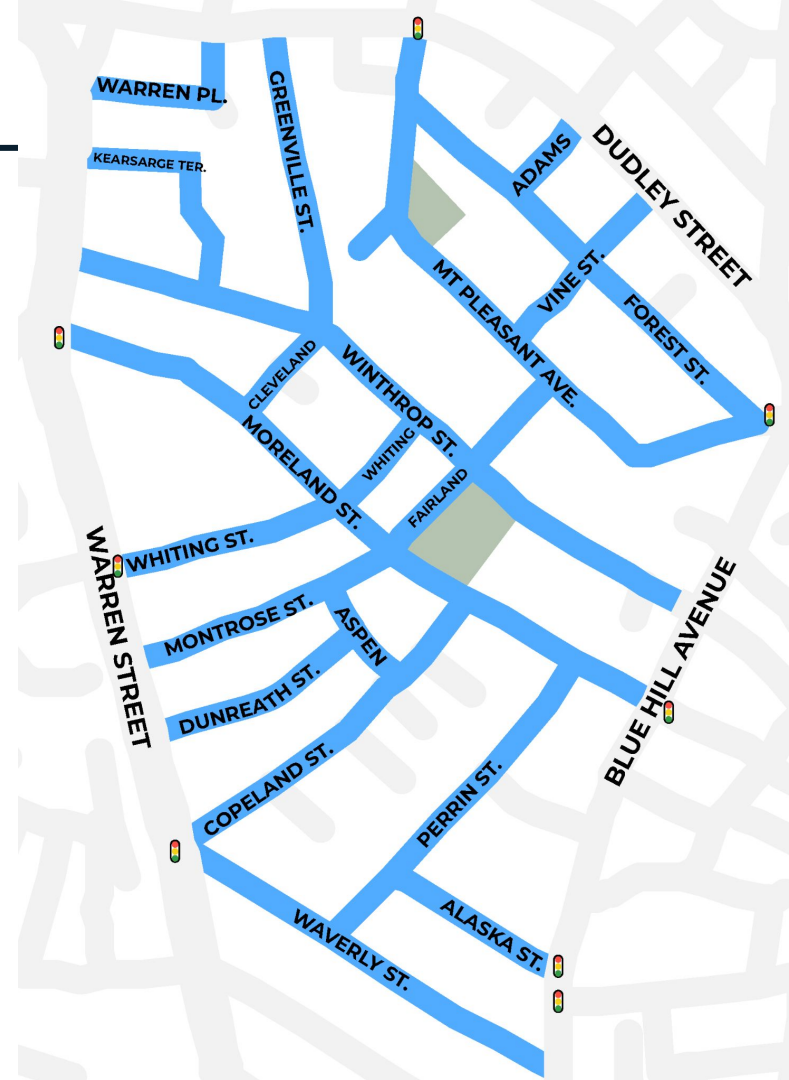 WARREN PL.
KEARSARGE TER.
GREENVILLE ST.
ADAMS
DUDLEY STREET
VINE ST.
MT PLEASANT AVE.
FOREST ST.
CLEVELAND
WINTHROP ST.
MORELAND ST.
WHITING
FAIRLAND
WHITING ST.
WARREN STREET
MONTROSE ST.
ASPEN
DUNREATH ST.
BLUE HILL AVENUE
COPELAND ST.
PERRIN ST.
ALASKA ST.
WAVERLY ST.